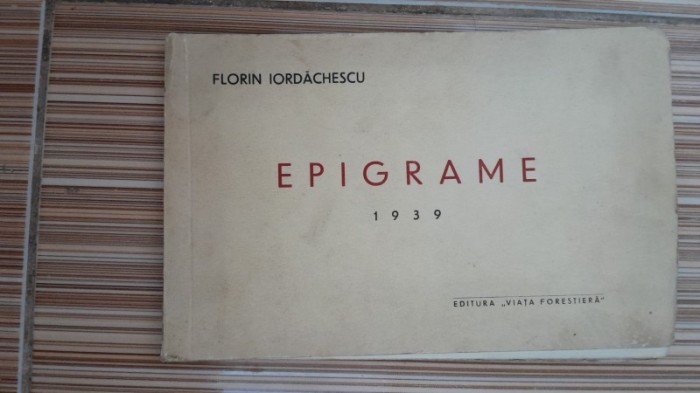 FLORIN IORDĂCHESCU
EPIGRAME
1939
EDITURA „VIAȚA FORESTIERĂ"